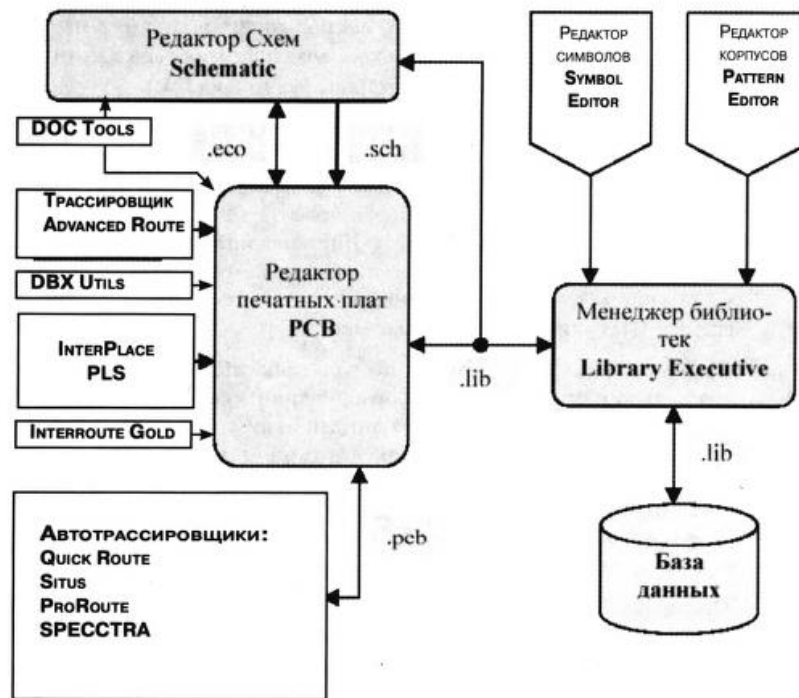 Редактор Схем
Schematic
Редактор
символов
Symbol
Editor
Редактор
корпусов
Pattern
Editor
DOC Tools
.eco
.sch
Трассировщик
Advanced Route
DBX Utils
InterPlace
PLS
Interroute Gold
Редактор
печатных плат
PCB
.lib
Менеджер библио-
тек
Library Executive
.lib
База
данных
.pcb
Автотрассировщики:
Quick Route
Situs
ProRoute
SPECCTRA